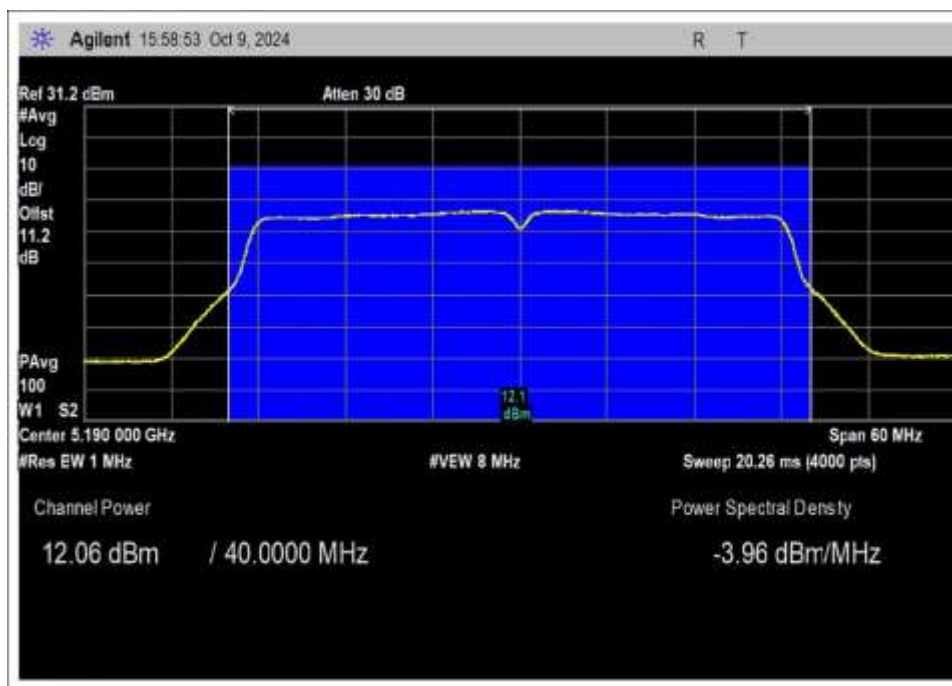 Agilent 15:58:53 Oct 9, 2024 R T
Ref 31.2 dBm Atten 30 dB
#Avg
Log
10
dB/
Offst
11.2
dB
PAvg
100
W1 S2
12.1
dBm
Center 5.190 000 GHz Span 60 MHz
#Res BW 1 MHz #VBW 8 MHz Sweep 20.26 ms (4000 pts)
Channel Power Power Spectral Density
12.06 dBm / 40.0000 MHz -3.96 dBm/MHz